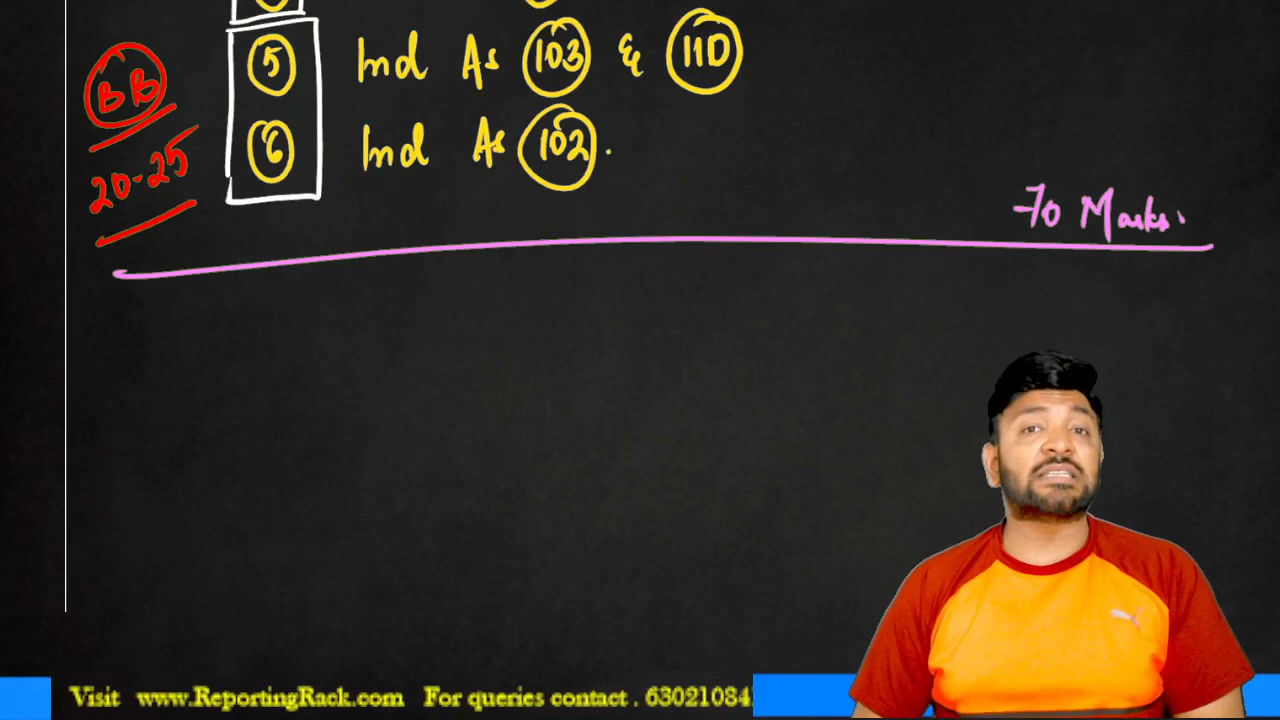 5 Ind As 103 & 110
BB
6 Ind As 102.
20-25
70 Marks.
Visit www.ReportingRack.com For queries contact . 63021084